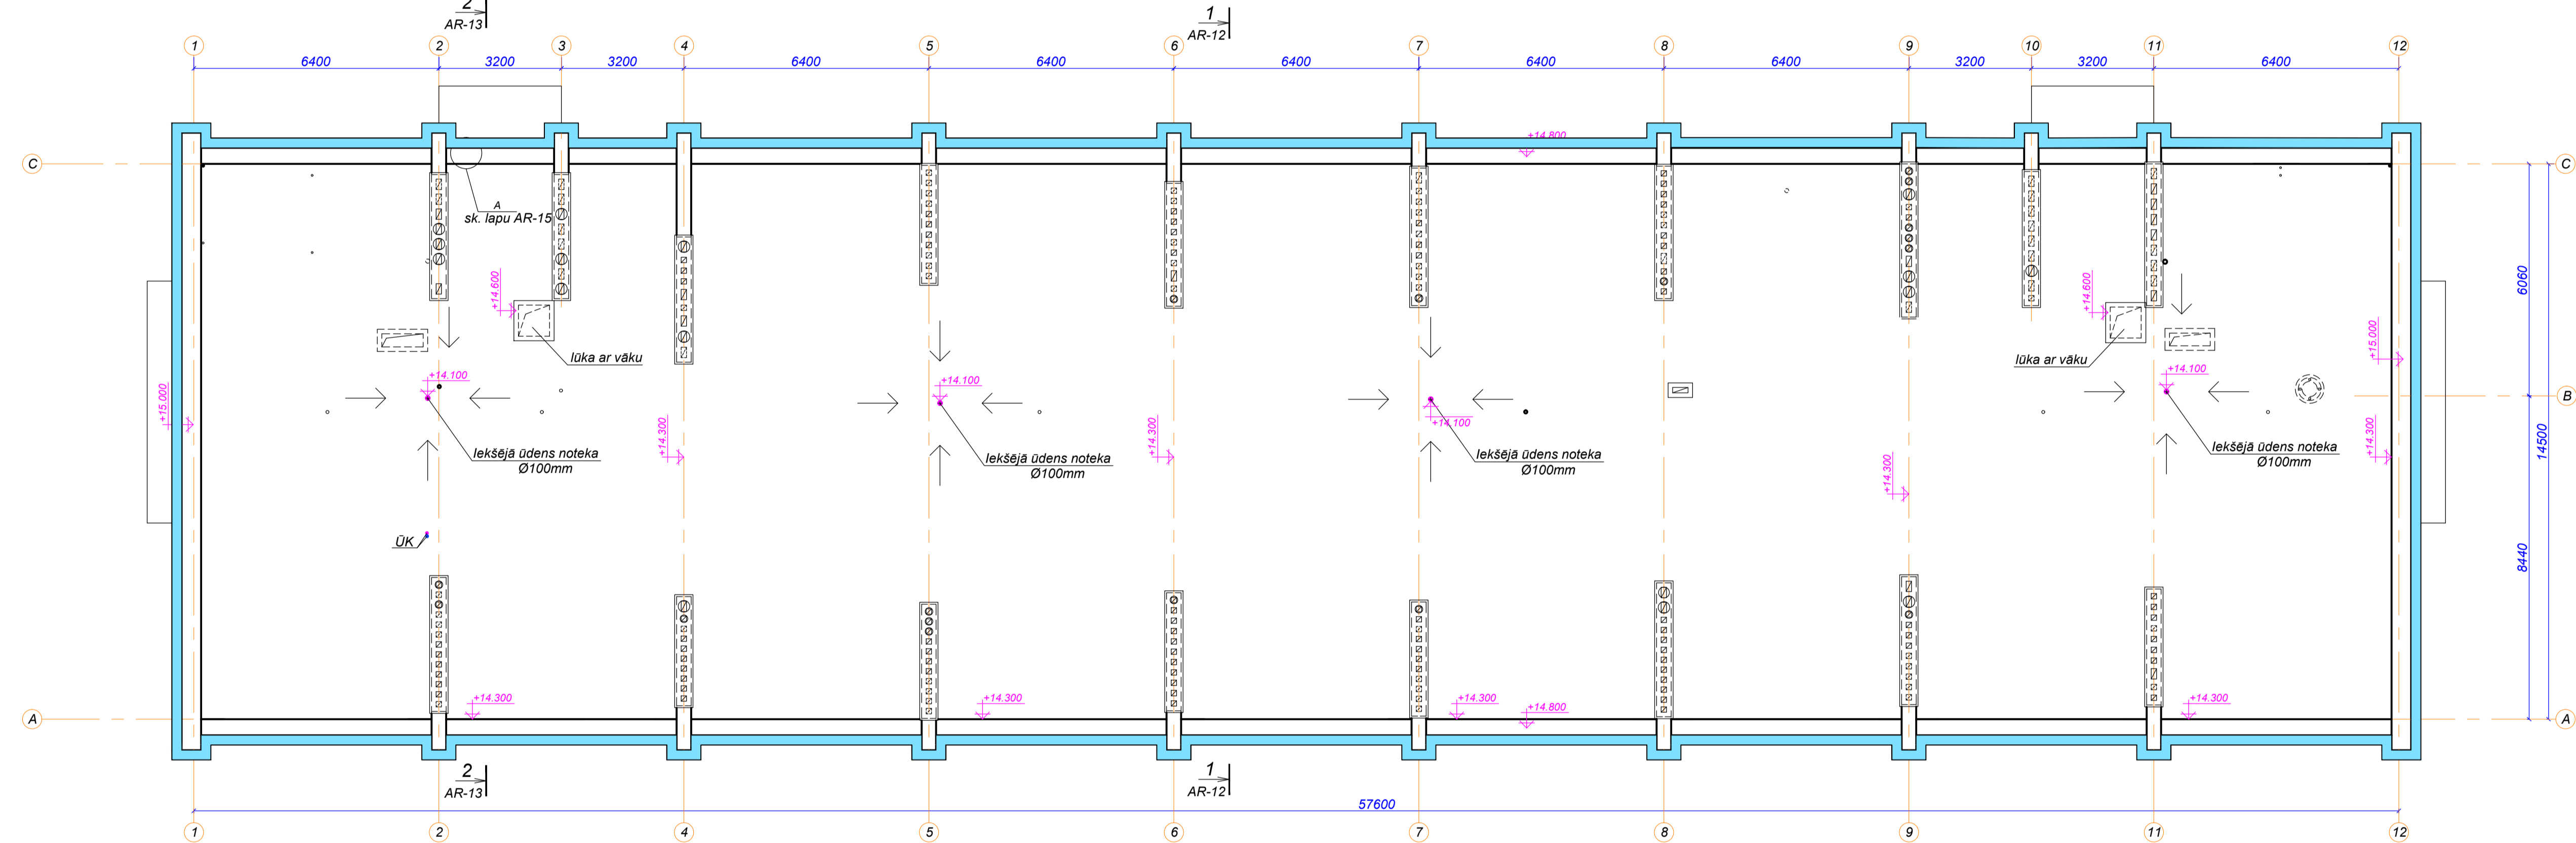 2
AR-13
1
AR-12
1 2 3 4 5 6 7 8 9 10 11 12
6400 3200 3200 6400 6400 6400 6400 6400 3200 3200 6400
+14.800
C C
A
sk. lapu AR-15
+14.600
+14.600
6060
lūka ar vāku
lūka ar vāku
+15.000
+14.100
+14.100
+14.100
+14.100
+15.000
B
14500
+14.300
+14.300
+14.300
+14.300
Iekšējā ūdens noteka
Ø100mm
Iekšējā ūdens noteka
Ø100mm
Iekšējā ūdens noteka
Ø100mm
Iekšējā ūdens noteka
Ø100mm
ŪK
8440
+14.300
+14.300
+14.300
+14.800
+14.300
A A
2
AR-13
1
AR-12
57600
1 2 4 5 6 7 8 9 11 12